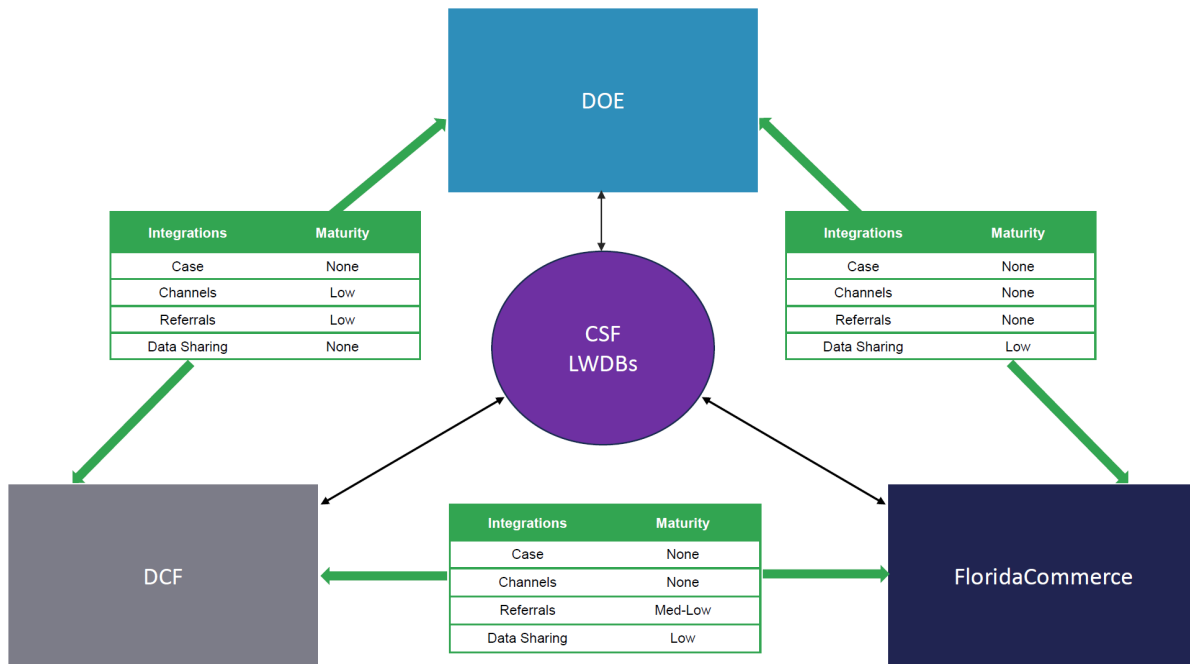 DOE
Integrations Maturity
Case None
Channels Low
Referrals Low
Data Sharing None
Integrations Maturity
Case None
Channels None
Referrals None
Data Sharing Low
CSF
LWDBs
DCF
Integrations Maturity
Case None
Channels None
Referrals Med-Low
Data Sharing Low
FloridaCommerce